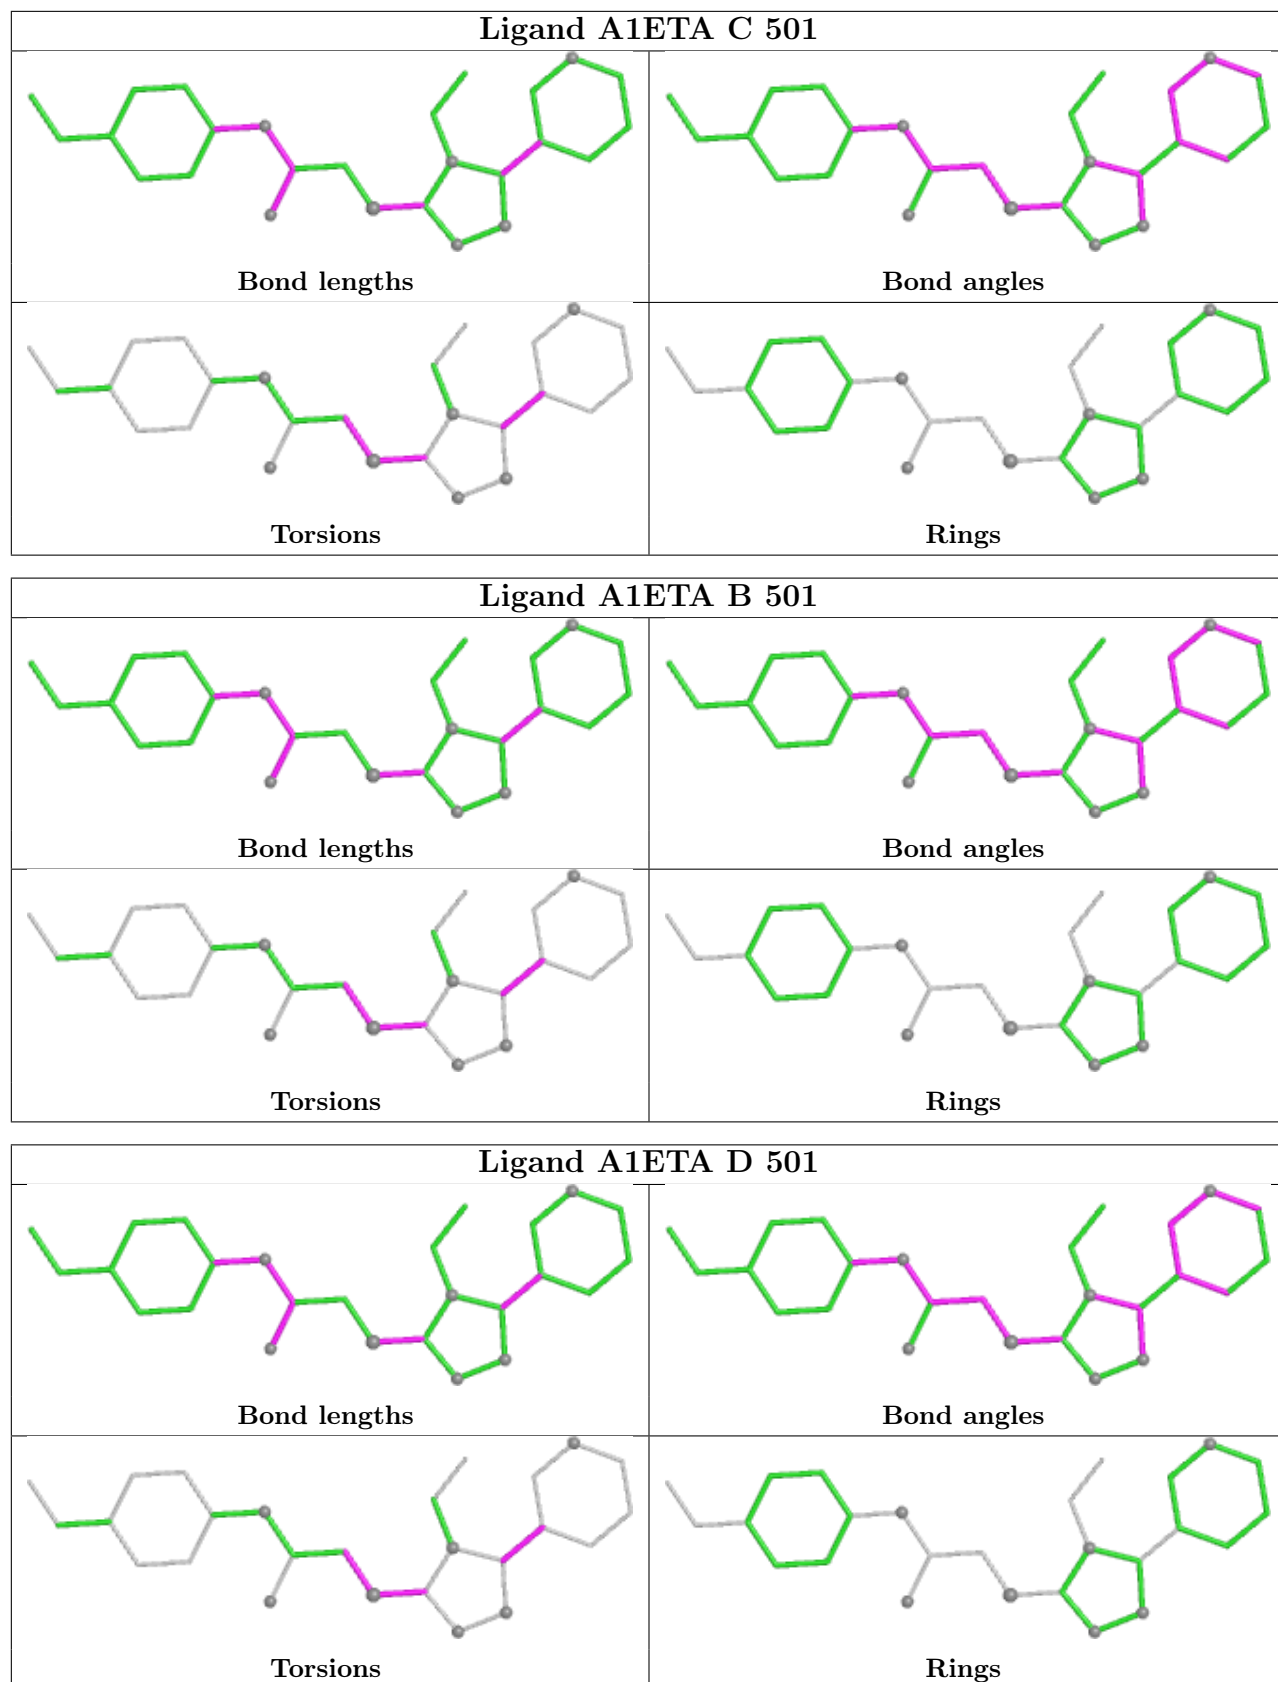 Ligand A1ETA C 501
Bond lengths
Bond angles
Torsions
Rings
Ligand A1ETA B 501
Bond lengths
Bond angles
Torsions
Rings
Ligand A1ETA D 501
Bond lengths
Bond angles
Torsions
Rings